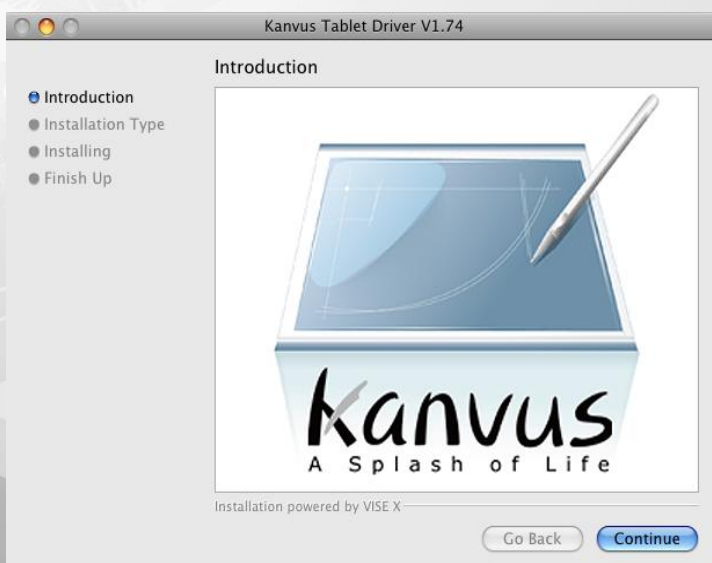 Kanvus Tablet Driver V1.74
Introduction
Introduction
Installation Type
Installing
Finish Up
kanvus
A Splash of Life
Installation powered by VISE X
Go Back
Continue